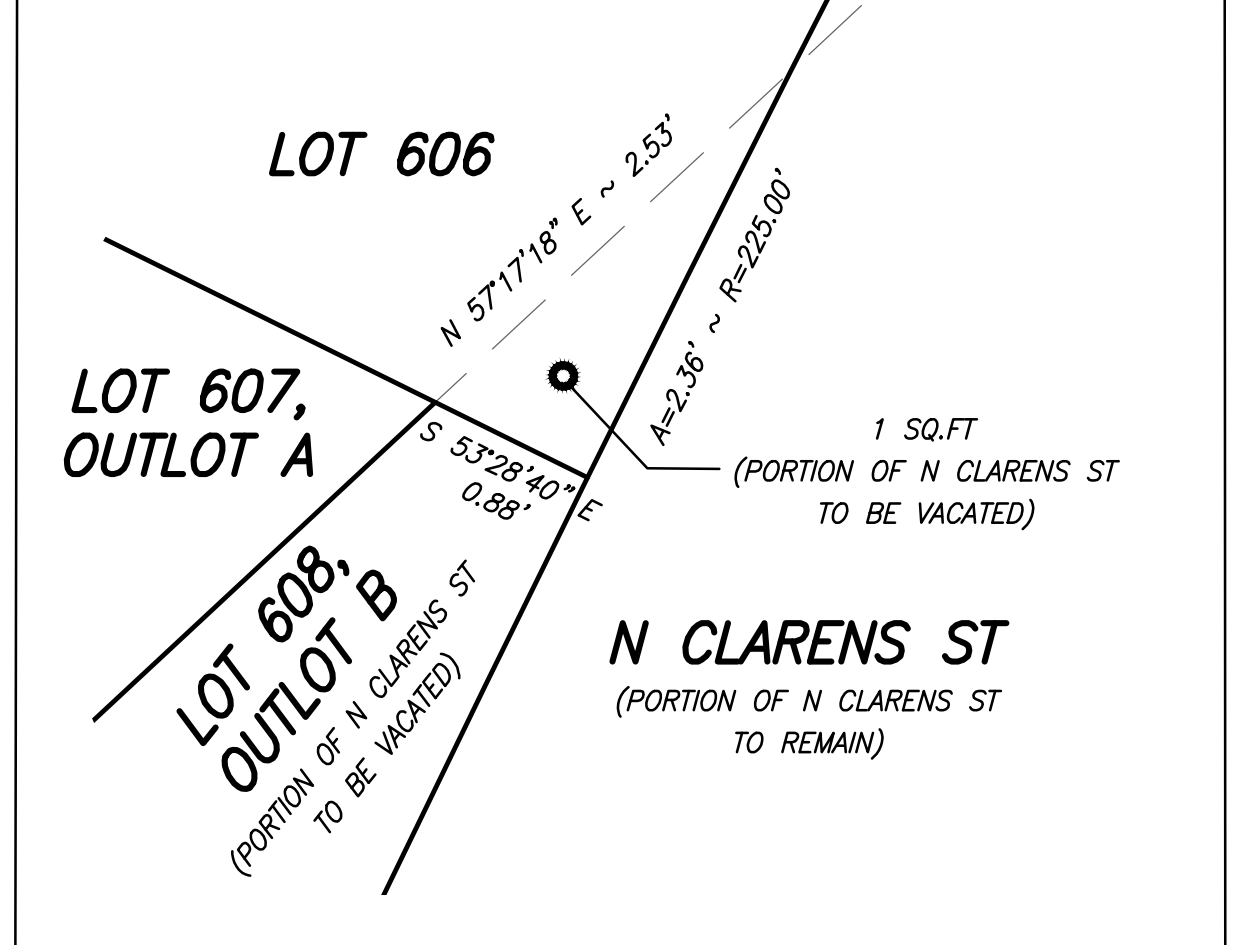 LOT 606
N 57°17'18" E ~ 2.53'
A=2.36' ~ R=225.00'
LOT 607,
OUTLOT A
S 53°28'40" E
0.88'
1 SQ.FT
(PORTION OF N CLARENS ST
TO BE VACATED)
LOT 608,
OUTLOT B
(PORTION OF N CLARENS ST
TO BE VACATED)
N CLARENS ST
(PORTION OF N CLARENS ST
TO REMAIN)